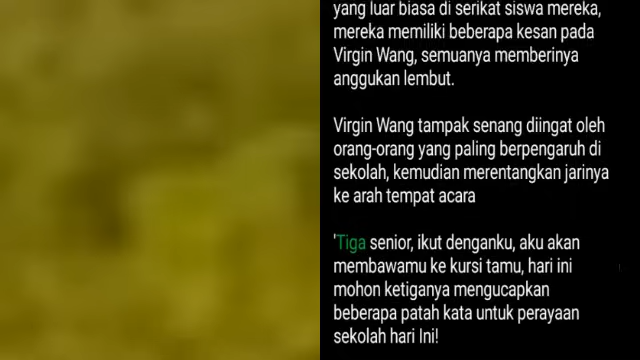 yang luar biasa di serikat siswa mereka,
mereka memiliki beberapa kesan pada
Virgin Wang, semuanya memberinya
anggukan lembut.
Virgin Wang tampak senang diingat oleh
orang-orang yang paling berpengaruh di
sekolah, kemudian merentangkan jarinya
ke arah tempat acara
'Tiga senior, ikut denganku, aku akan
membawamu ke kursi tamu, hari ini
mohon ketiganya mengucapkan
beberapa patah kata untuk perayaan
sekolah hari Ini!